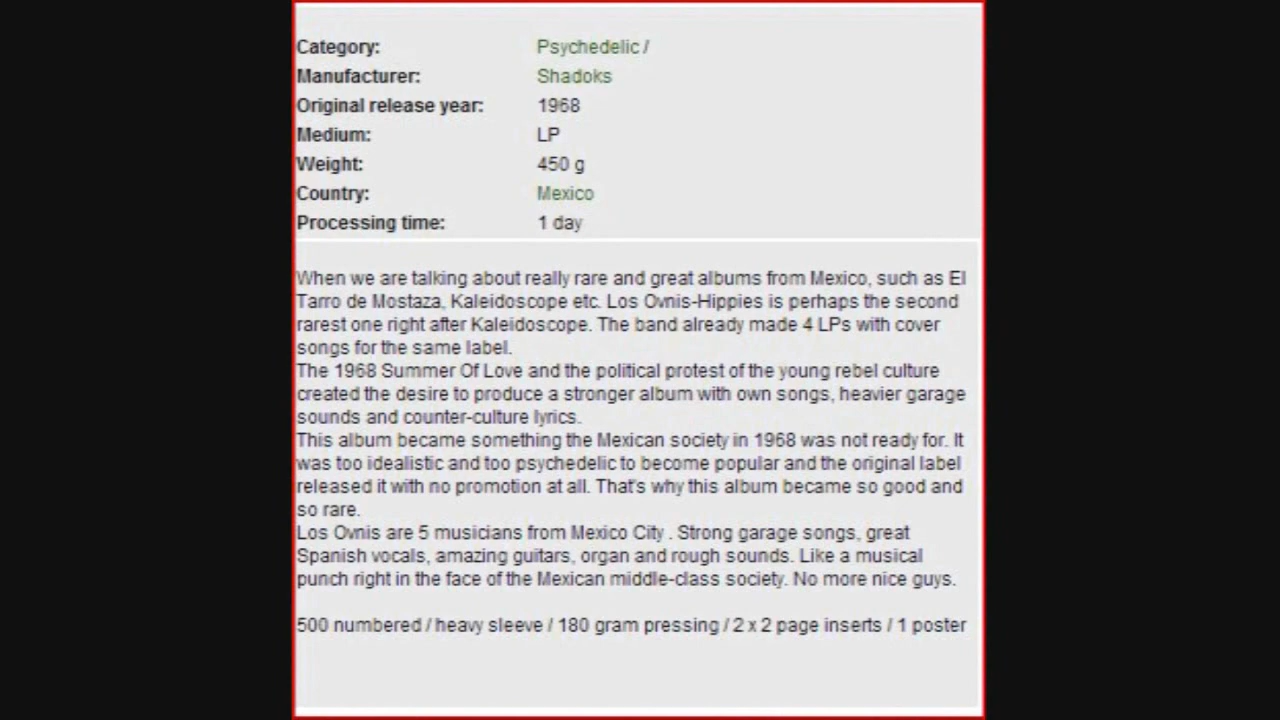 Category: Psychedelic /
Manufacturer: Shadoks
Original release year: 1968
Medium: LP
Weight: 450 g
Country: Mexico
Processing time: 1 day
When we are talking about really rare and great albums from Mexico, such as El
Tarro de Mostaza, Kaleidoscope etc. Los Ovnis-Hippies is perhaps the second
rarest one right after Kaleidoscope. The band already made 4 LPs with cover
songs for the same label.
The 1968 Summer Of Love and the political protest of the young rebel culture
created the desire to produce a stronger album with own songs, heavier garage
sounds and counter-culture lyrics.
This album became something the Mexican society in 1968 was not ready for. It
was too idealistic and too psychedelic to become popular and the original label
released it with no promotion at all. That's why this album became so good and
so rare.
Los Ovnis are 5 musicians from Mexico City . Strong garage songs, great
Spanish vocals, amazing guitars, organ and rough sounds. Like a musical
punch right in the face of the Mexican middle-class society. No more nice guys.
500 numbered / heavy sleeve / 180 gram pressing / 2 x 2 page inserts / 1 poster